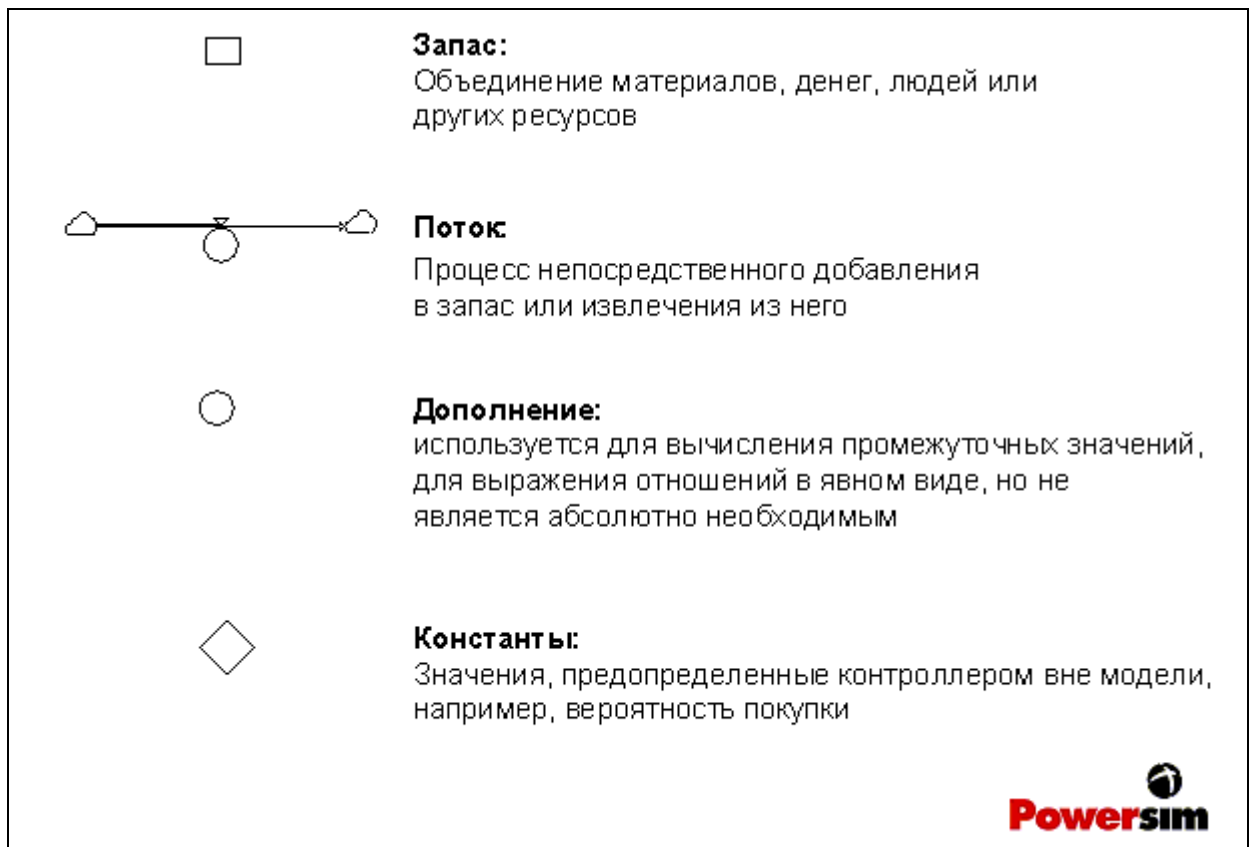 Запас:
Объединение материалов, денег, людей или
других ресурсов
Поток:
Процесс непосредственного добавления
в запас или извлечения из него
Дополнение:
используется для вычисления промежуточных значений,
для выражения отношений в явном виде, но не
является абсолютно необходимым
Константы:
Значения, предопределенные контроллером вне модели,
например, вероятность покупки
Powersim